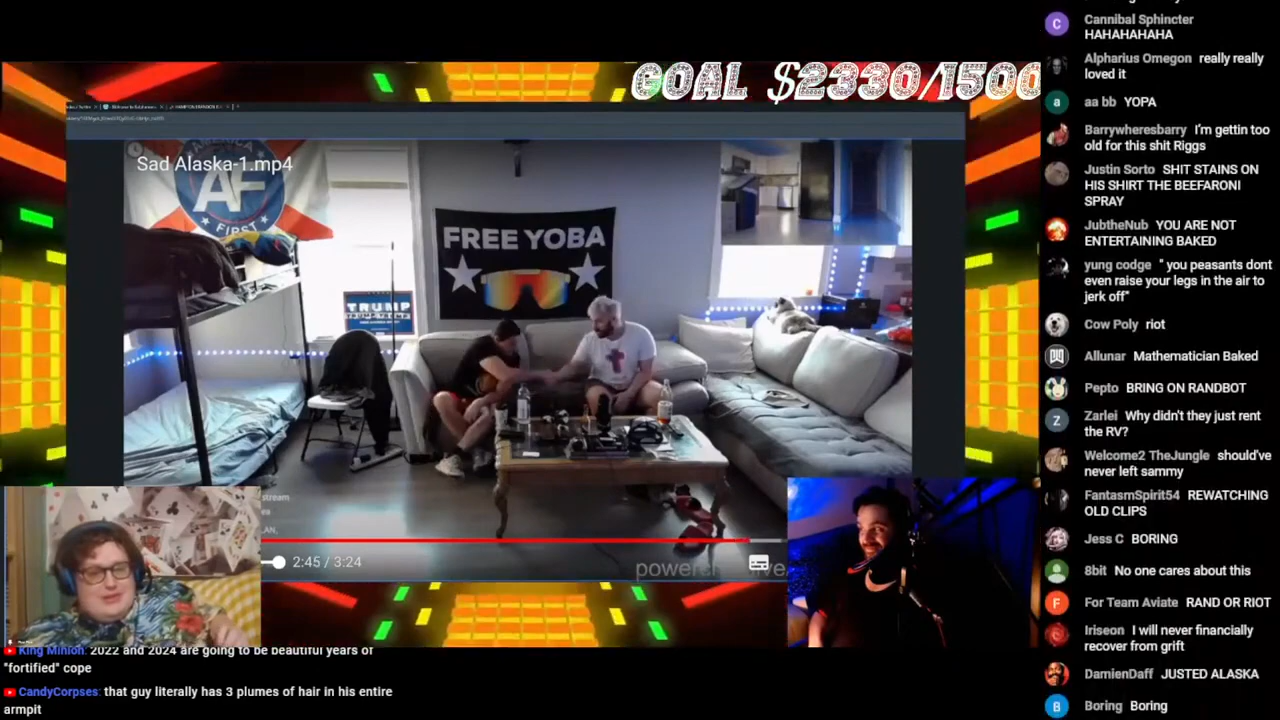 GOAL $2330/1500
Sad Alaska-1.mp4
AF
FIRST
FREE YOBA
TRUMP
stream
2:45 / 3:24
King Minion: 2022 and 2024 are going to be beautiful years of
"fortified" cope
CandyCorpses: that guy literally has 3 plumes of hair in his entire
armpit
Cannibal Sphincter
HAHAHAHAHA
Alpharius Omegon really really
loved it
aa bb YOPA
Barrywheresbarry I'm gettin too
old for this shit Riggs
Justin Sorto SHIT STAINS ON
HIS SHIRT THE BEEFARONI
SPRAY
JubtheNub YOU ARE NOT
ENTERTAINING BAKED
yung codge " you peasants dont
even raise your legs in the air to
jerk off"
Cow Poly riot
Allunar Mathematician Baked
Pepto BRING ON RANDBOT
Zarlei Why didn't they just rent
the RV?
Welcome2 TheJungle should've
never left sammy
FantasmSpirit54 REWATCHING
OLD CLIPS
Jess C BORING
8bit No one cares about this
For Team Aviate RAND OR RIOT
Iriseon I will never financially
recover from grift
DamienDaff JUSTED ALASKA
Boring Boring